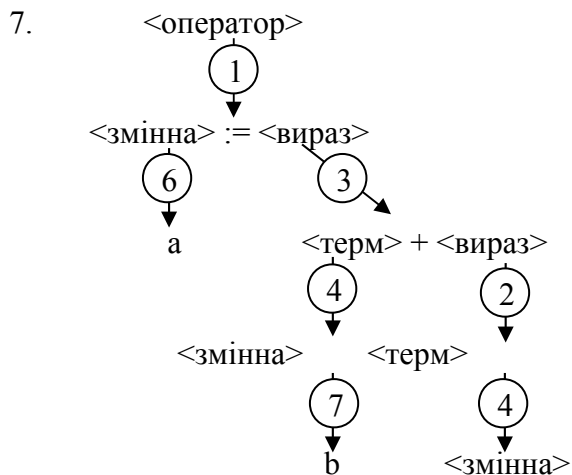 7. <оператор>
1
<змінна> := <вираз>
6 3
a <терм> + <вираз>
4 2
<змінна> <терм>
7 4
b <змінна>